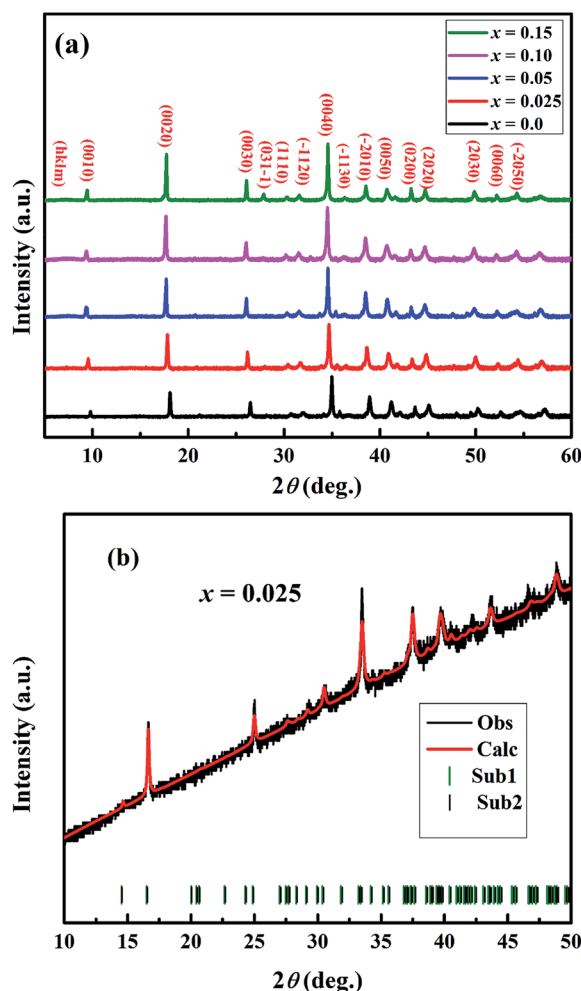 (a)
x = 0.15
x = 0.10
x = 0.05
x = 0.025
x = 0.0
(hklm)
(0010)
(0020)
(0030)
(031-1)
(1110)
(-1120)
(0040)
(-1130)
(-2010)
(0050)
(0200)
(2020)
(2030)
(0060)
(-2050)
Intensity (a.u.)
10 20 30 40 50 60
2θ (deg.)
(b)
x = 0.025
Intensity (a.u.)
Obs
Calc
Sub1
Sub2
10 15 20 25 30 35 40 45 50
2θ (deg.)